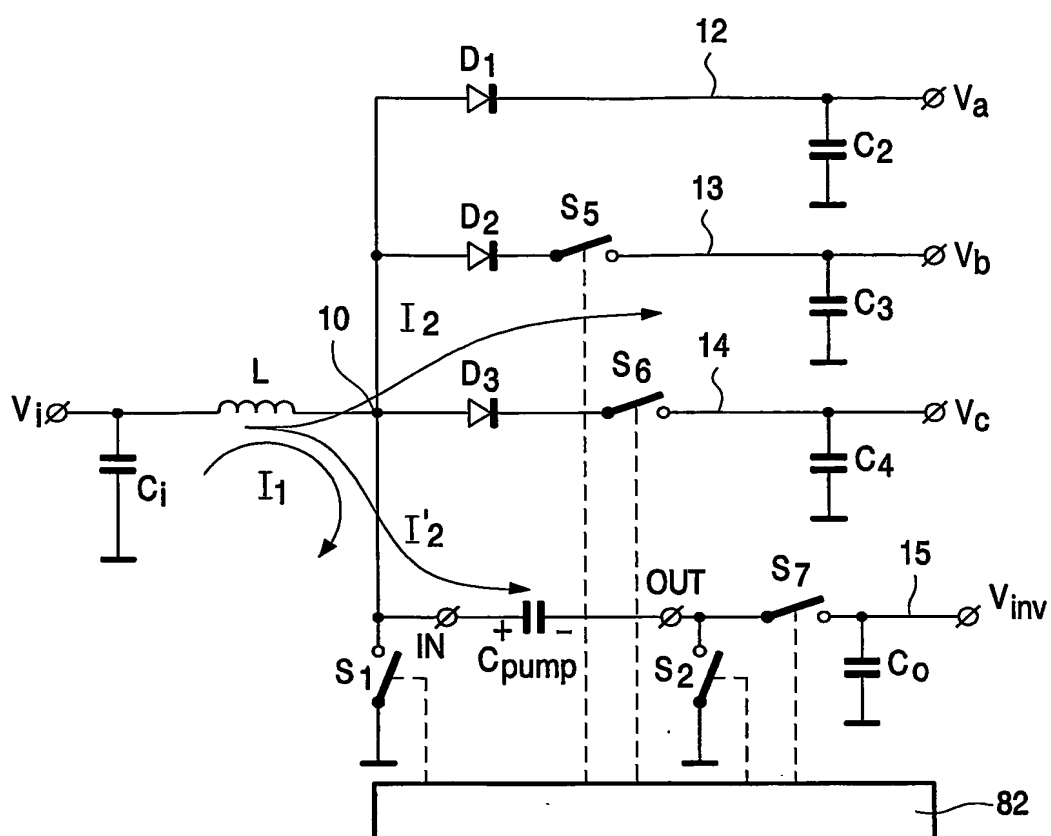 12
D1
Va
C2
13
D2
S5
Vb
C3
10
I2
14
L
D3
S6
Vi
Vc
Ci
I1
C4
I'2
OUT
S7
15
Vinv
IN
+
-
S1
Cpump
S2
Co
82